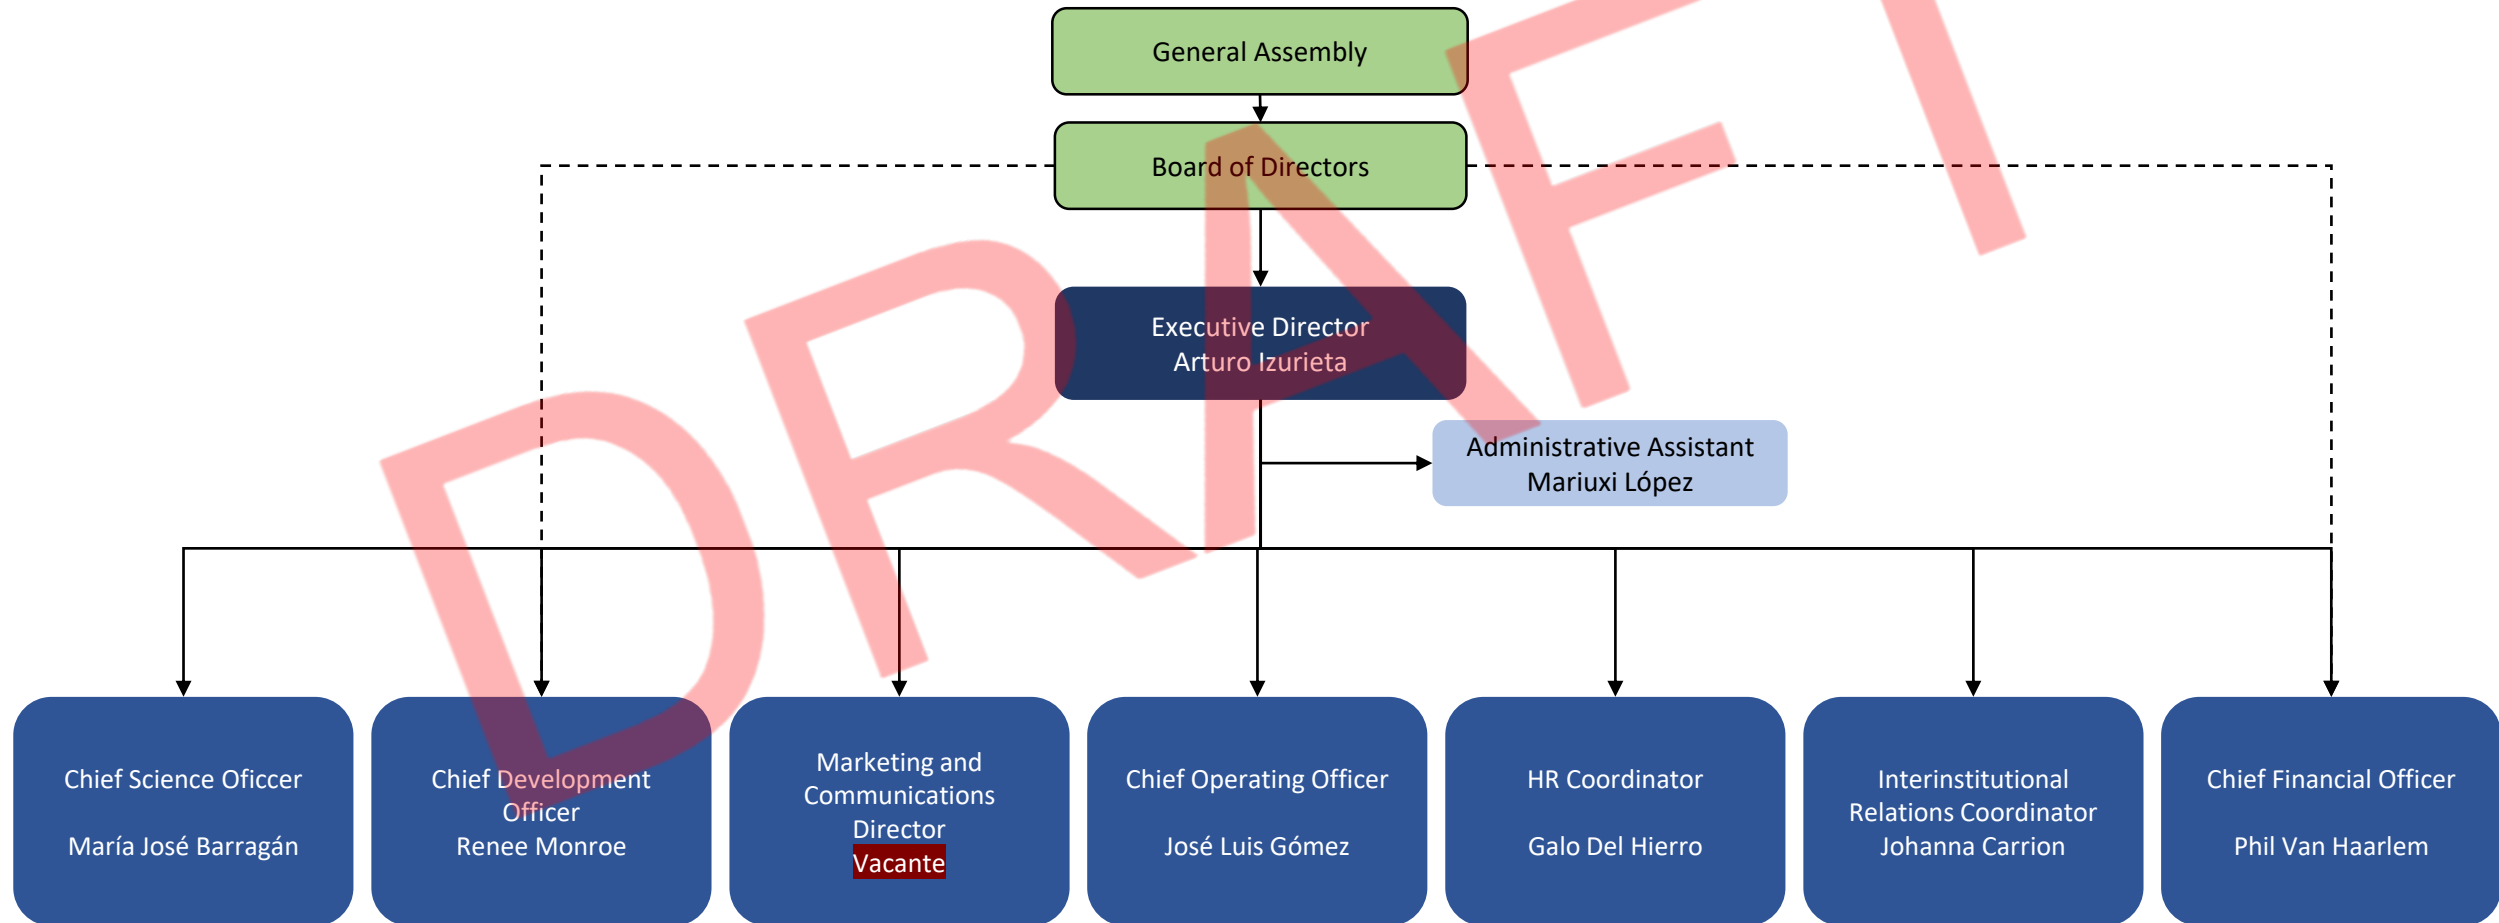 General Assembly
Board of Directors
Executive Director
Arturo Izurieta
Administrative Assistant
Mariuxi López
Chief Science Oficcer
María José Barragán
Chief Development
Officer
Renee Monroe
Marketing and
Communications
Director
Vacante
Chief Operating Officer
José Luis Gómez
HR Coordinator
Galo Del Hierro
Interinstitutional
Relations Coordinator
Johanna Carrion
Chief Financial Officer
Phil Van Haarlem
DRAFT